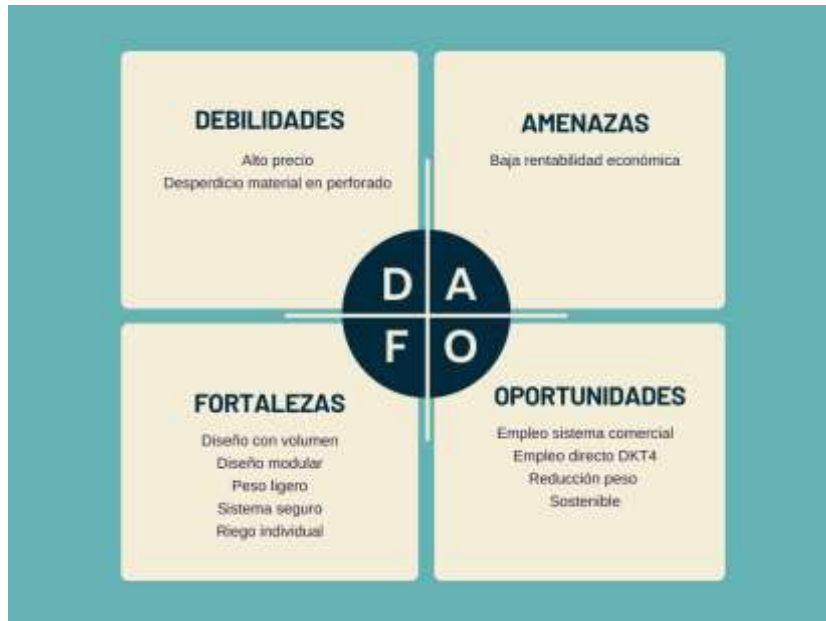 DEBILIDADES
Alto precio
Desperdicio material en perforado
AMENAZAS
Baja rentabilidad económica
D A
F O
FORTALEZAS
Diseño con volumen
Diseño modular
Peso ligero
Sistema seguro
Riego individual
OPORTUNIDADES
Empleo sistema comercial
Empleo directo DKT4
Reducción peso
Sostenible